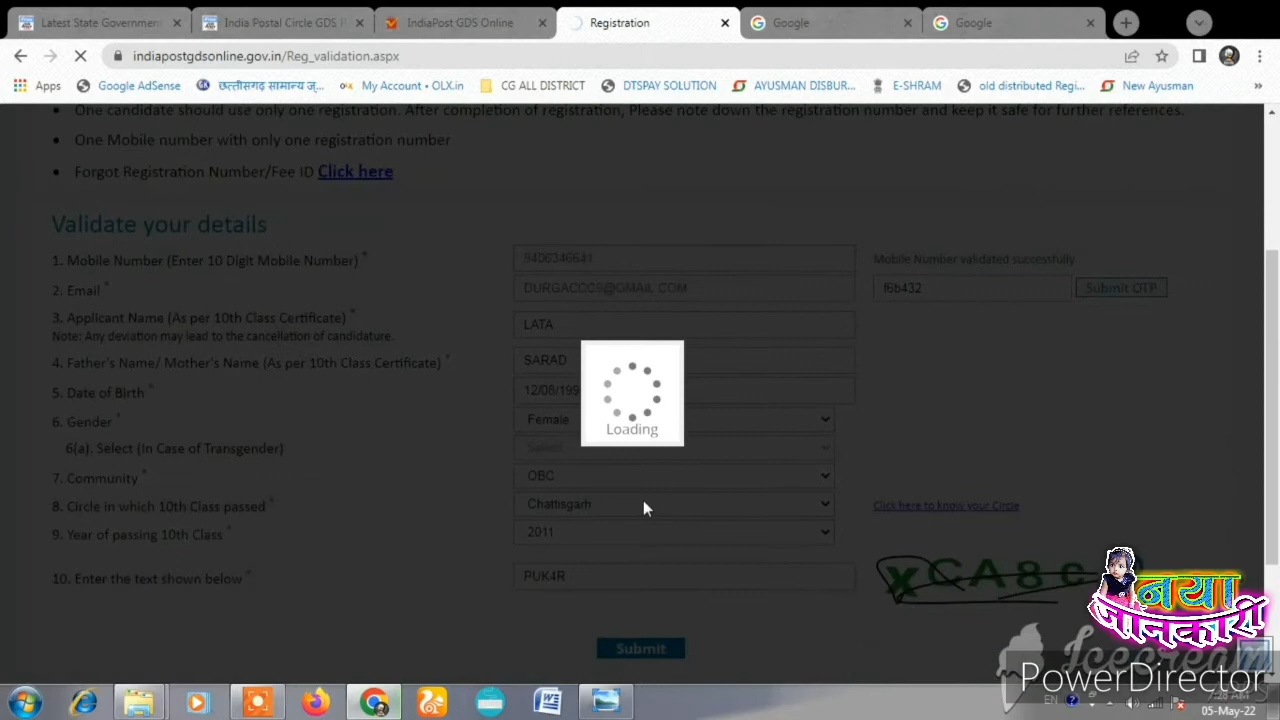 Latest State Government
India Postal Circle GDS
IndiaPost GDS Online
Registration
Google
Google
indiapostgdsonline.gov.in/Reg_validation.aspx
Apps
Google AdSense
छत्तीसगढ़ सामान्य ज्...
My Account • OLX.in
CG ALL DISTRICT
DTSPAY SOLUTION
AYUSMAN DISBUR...
E-SHRAM
old distributed Regi...
New Ayusman
»
• One candidate should use only one registration. After completion of registration, Please note down the registration number and keep it safe for further references.
• One Mobile number with only one registration number
• Forgot Registration Number/Fee ID Click here
Validate your details
1. Mobile Number (Enter 10 Digit Mobile Number) *
9406346641
Mobile Number validated successfully
2. Email *
f6b432
Submit OTP
3. Applicant Name (As per 10th Class Certificate) *
Note: Any deviation may lead to the cancellation of candidature.
LATA
4. Father's Name/ Mother's Name (As per 10th Class Certificate) *
SARAD
5. Date of Birth *
12/08/199
6. Gender *
Female
6(a). Select (In Case of Transgender)
Select
7. Community *
OBC
8. Circle in which 10th Class passed *
Chattisgarh
Click here to know your Circle
9. Year of passing 10th Class *
2011
10. Enter the text shown below *
PUK4R
xCA8c
Loading
Submit
नया
जानकारी
Icecream
PowerDirector
EN
05-May-22